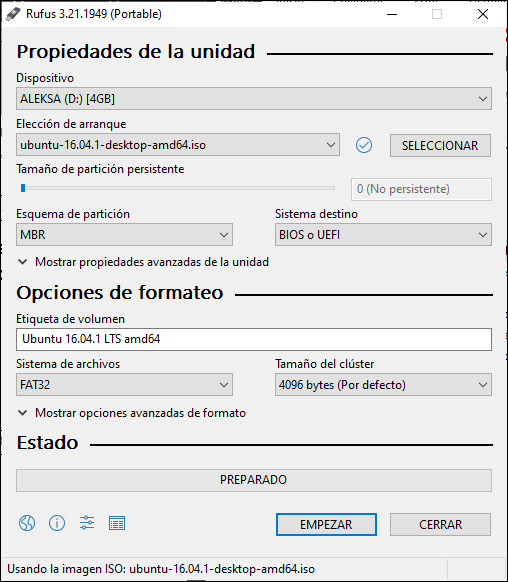 Rufus 3.21.1949 (Portable)
Propiedades de la unidad
Dispositivo
ALEKSA (D:) [4GB]
Elección de arranque
ubuntu-16.04.1-desktop-amd64.iso
SELECCIONAR
Tamaño de partición persistente
0 (No persistente)
Esquema de partición
Sistema destino
MBR
BIOS o UEFI
Mostrar propiedades avanzadas de la unidad
Opciones de formateo
Etiqueta de volumen
Ubuntu 16.04.1 LTS amd64
Sistema de archivos
Tamaño del clúster
FAT32
4096 bytes (Por defecto)
Mostrar opciones avanzadas de formato
Estado
PREPARADO
EMPEZAR
CERRAR
Usando la imagen ISO: ubuntu-16.04.1-desktop-amd64.iso